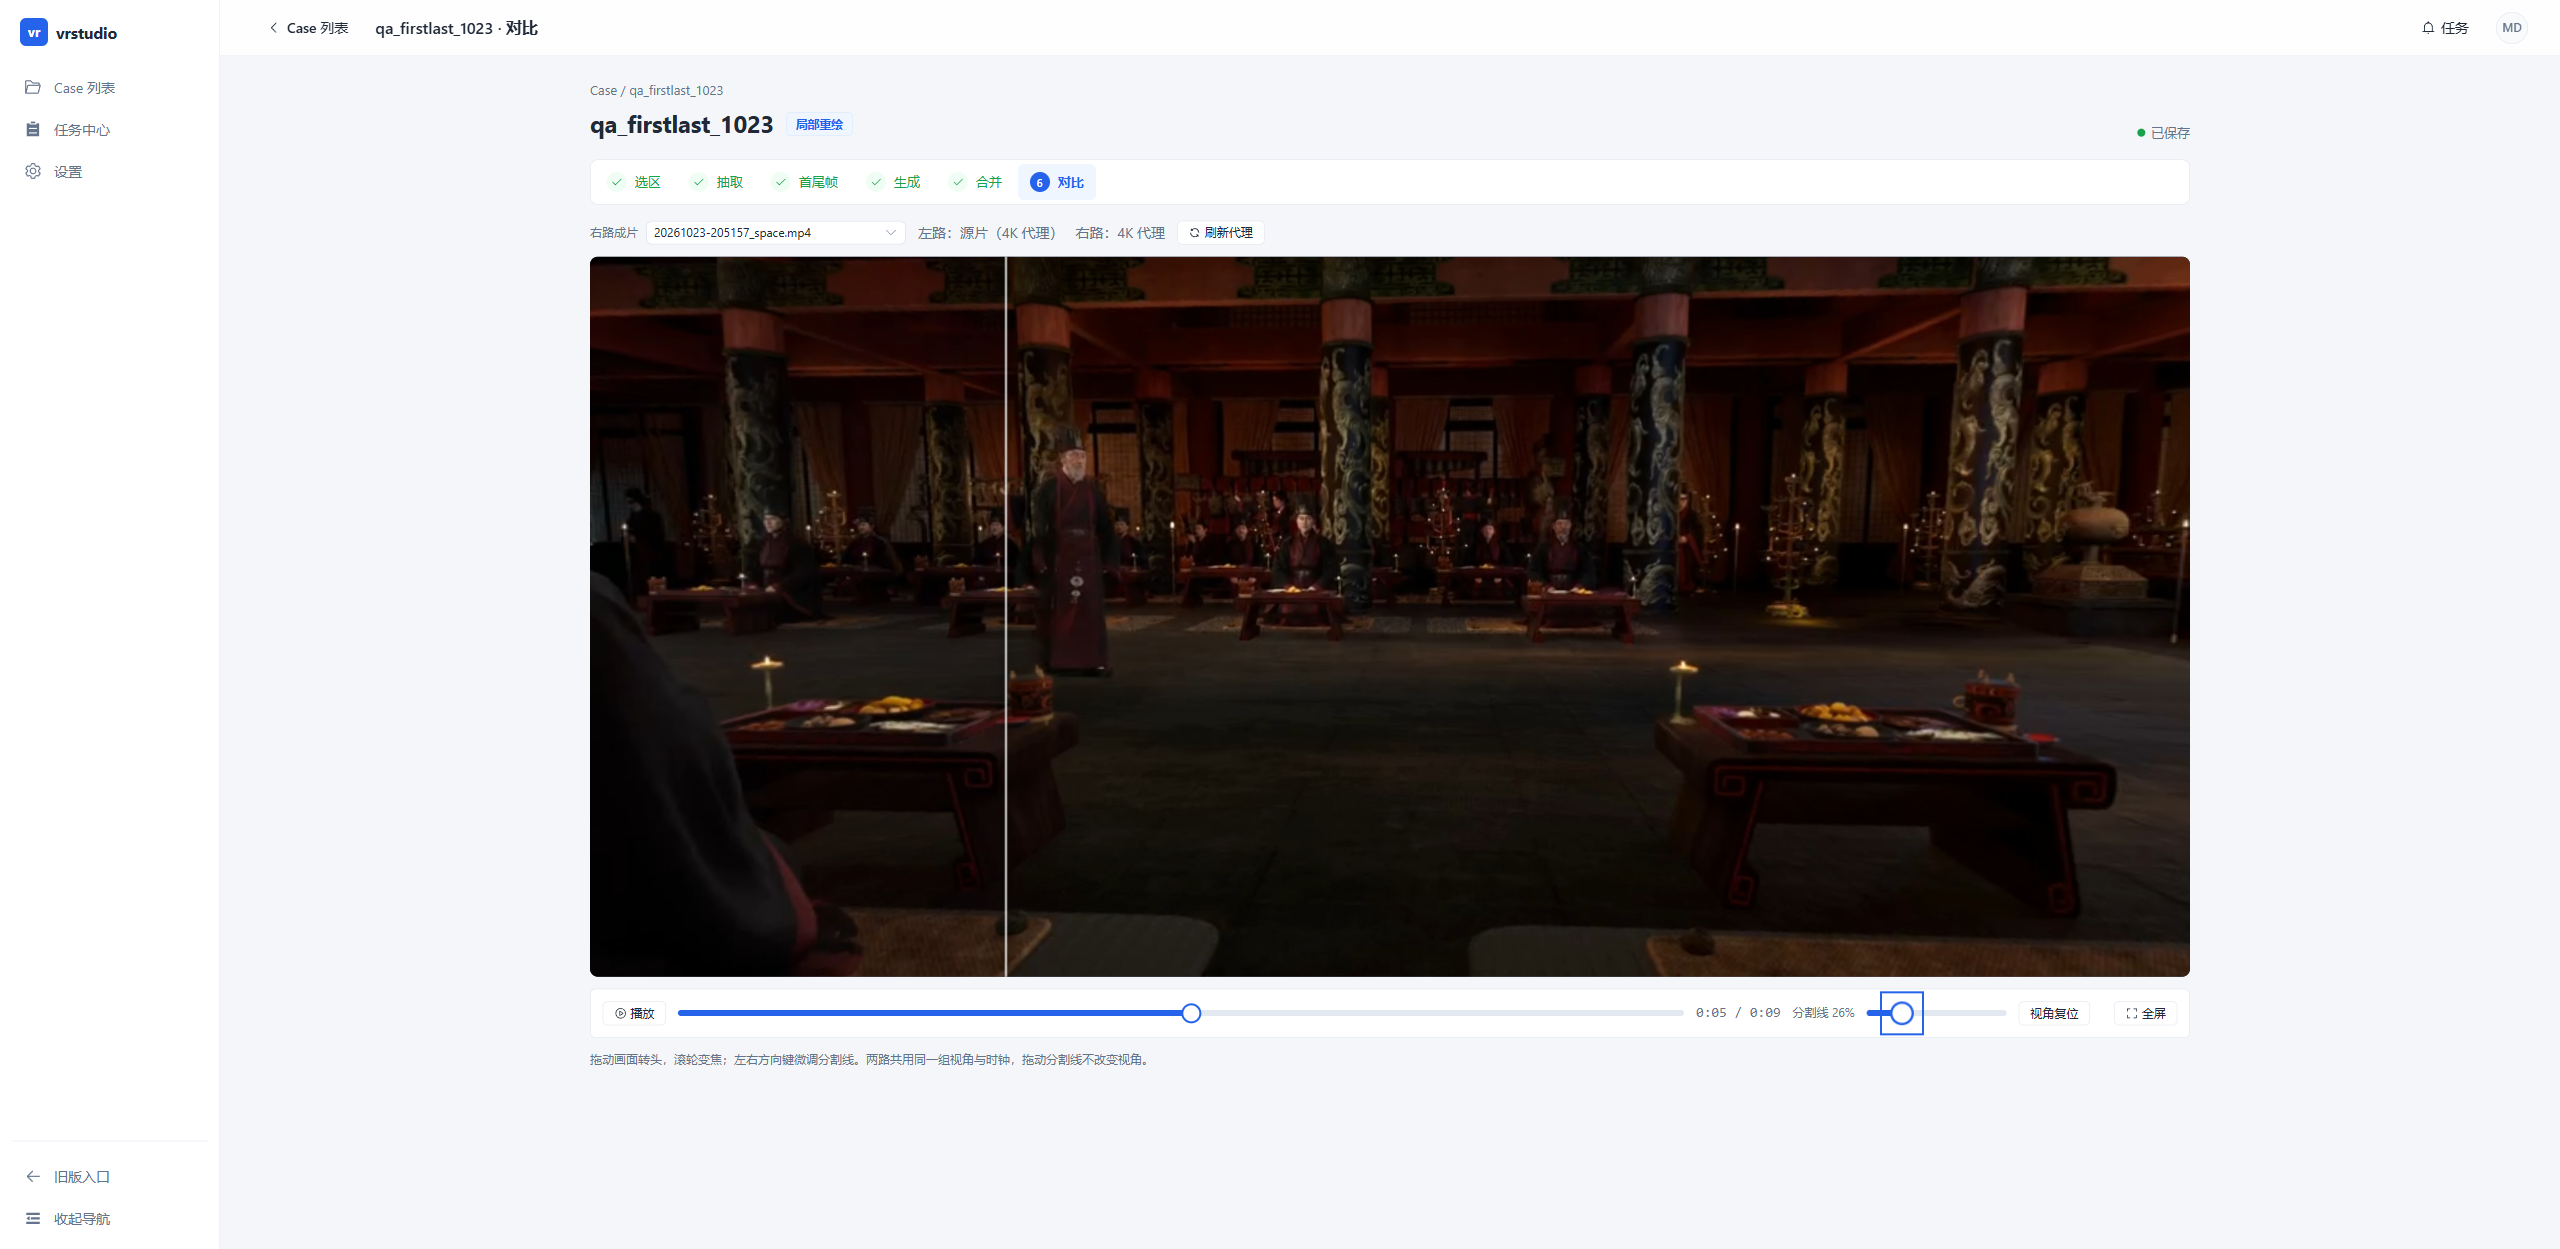 vr vrstudio
Case 列表
任务中心
设置
旧版入口
收起导航
Case 列表 qa_firstlast_1023 · 对比
任务 MD
Case / qa_firstlast_1023
qa_firstlast_1023 局部重绘
已保存
选区 抽取 首尾帧 生成 合并 6 对比
右路成片 20261023-205157_space.mp4 左路：源片（4K 代理） 右路：4K 代理 刷新代理
播放 0:05 / 0:09 分割线 26% 视角复位 全屏
拖动画面转头，滚轮变焦；左右方向键微调分割线。两路共用同一组视角与时钟，拖动分割线不改变视角。